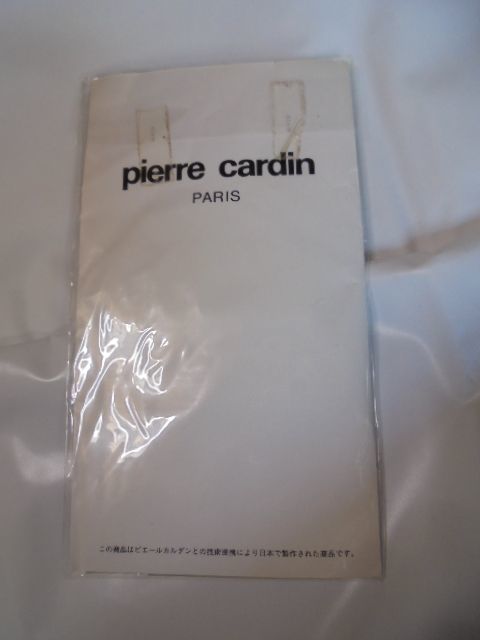 pierre cardin
PARIS
この商品はピエールカルダンとの技術提携により日本で製作された商品です。